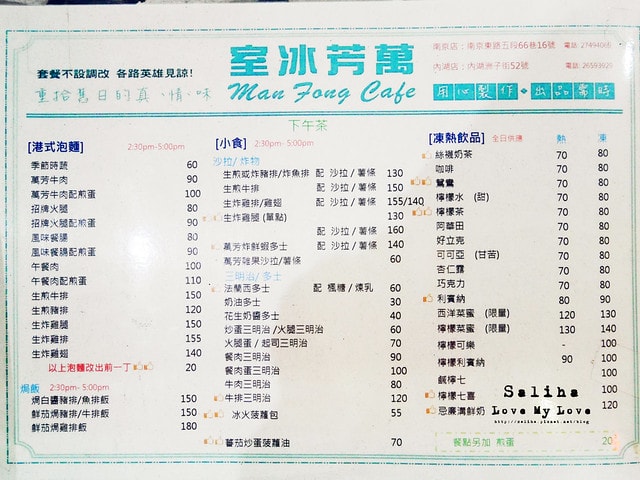 套餐不設調改 各路英雄見諒!
重拾舊日的真、情、味
室冰芳萬
Man Fong Cafe
南京店：南京東路五段66巷16號 電話: 27494065
內湖店：內湖洲子街52號 電話: 26593020
用心製作・出品需時
下午茶
[港式泡麵] 2:30pm-5:00pm
季節時蔬 60
萬芳牛肉 90
萬芳牛肉配煎蛋 100
招牌火腿 80
招牌火腿配煎蛋 90
風味餐腸 80
風味餐腸配煎蛋 90
午餐肉 100
午餐肉配煎蛋 110
生煎牛排 150
生煎豬排 120
生炸雞腿 150
生煎雞腿 155
生炸雞翅 140
以上泡麵改出前一丁 20
焗飯 2:30pm- 5:00pm
焗白醬豬排/魚排飯 150
鮮茄焗豬排/牛排飯 150
鮮茄焗雞排飯 180
[小食] 2:30pm- 5:00pm
沙拉/ 炸物
生煎或炸豬排/炸魚排 配 沙拉 / 薯條 130
生煎牛排 配 沙拉 / 薯條 150
生炸雞排/雞翅 配 沙拉 / 薯條 155/140
生炸雞腿 (單點) 130
配 沙拉 / 薯條 160
萬芳炸鮮蝦多士 配 沙拉 / 薯條 140
萬芳雜果沙拉/薯條 60
三明治/ 多士
法蘭西多士 配 楓糖 / 煉乳 60
奶油多士 30
花生奶醬多士 40
炒蛋三明治 /火腿三明治 60
火腿蛋 / 起司三明治 70
餐肉三明治 90
餐肉蛋三明治 100
牛肉三明治 80
牛排三明治 120
冰火菠蘿包 55
蕃茄炒蛋菠蘿油 70
[凍熱飲品] 全日供應 熱 凍
絲襪奶茶 70 80
咖啡 70 80
鴛鴦 70 80
檸檬水 (甜) 70 80
檸檬茶 70 80
阿華田 70 80
好立克 70 80
可可亞 (甘苦) 70 80
杏仁霜 70 80
巧克力 70 80
利賓納 80 90
西洋菜蜜 (限量) 120 130
檸檬菜蜜 (限量) 130 140
檸檬可樂 - 100
檸檬利賓納 90 100
鹹檸七 100
檸檬七喜 100
忌廉溝鮮奶 120
餐點另加 煎蛋 20
Saliha
Love My Love
http://saliha.pixnet.net/blog